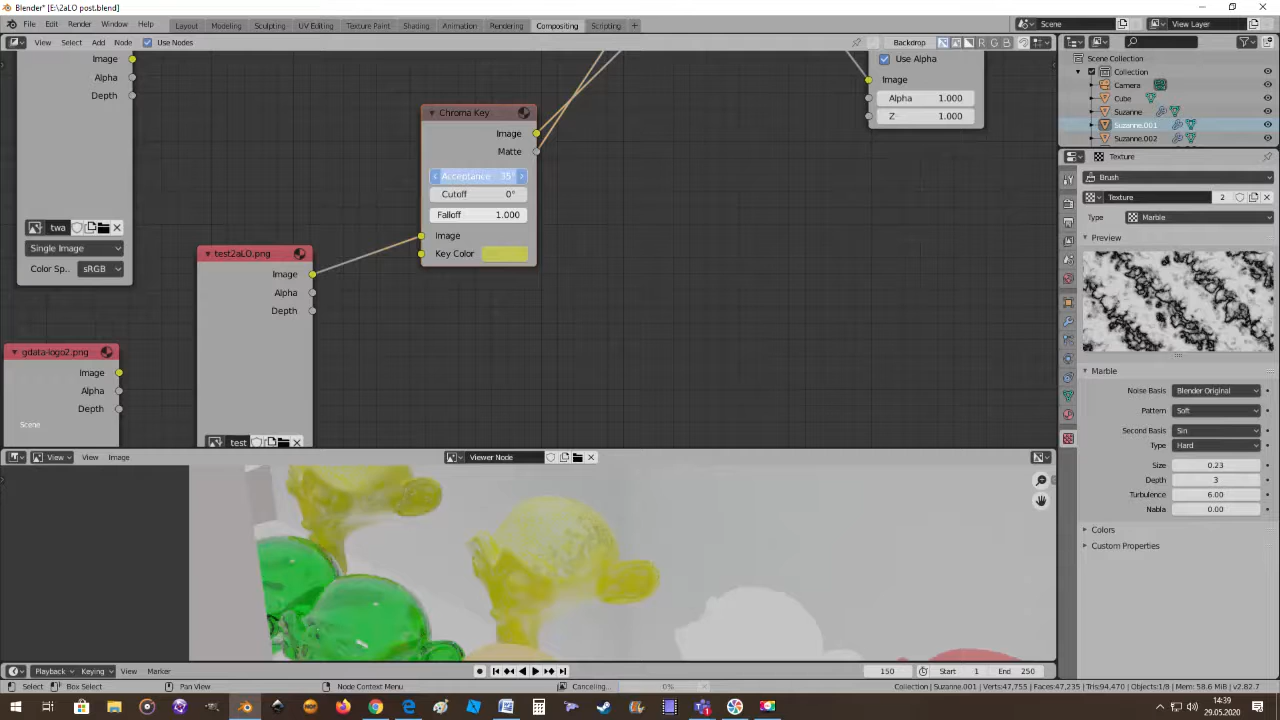 Blender* [E:\2aLO post.blend]
File Edit Render Window Help Layout Modeling Sculpting UV Editing Texture Paint Shading Animation Rendering Compositing Scripting + Scene View Layer
View Select Add Node Use Nodes Backdrop R G B
Image
Alpha
Depth
twa
Single Image
Color Sp.. sRGB
gdata-logo2.png
Image
Alpha
Depth
Scene
test2aLO.png
Image
Alpha
Depth
test
Chroma Key
Image
Matte
Acceptance 35°
Cutoff 0°
Falloff 1.000
Image
Key Color
Use Alpha
Image
Alpha 1.000
Z 1.000
Scene Collection
Collection
Camera
Cube
Suzanne
Suzanne.001
Suzanne.002
Texture
Brush
Texture 2
Type Marble
Preview
Marble
Noise Basis Blender Original
Pattern Soft
Second Basis Sin
Type Hard
Size 0.23
Depth 3
Turbulence 6.00
Nabla 0.00
Colors
Custom Properties
View View Image Viewer Node
Playback Keying View Marker 150 Start 1 End 250
Select Box Select Pan View Node Context Menu Canceling... 0% Collection | Suzanne.001 | Verts:47,755 | Faces:47,235 | Tris:94,470 | Objects:1/8 | Mem: 58.6 MiB | v2.82.7
14:39
29.05.2020